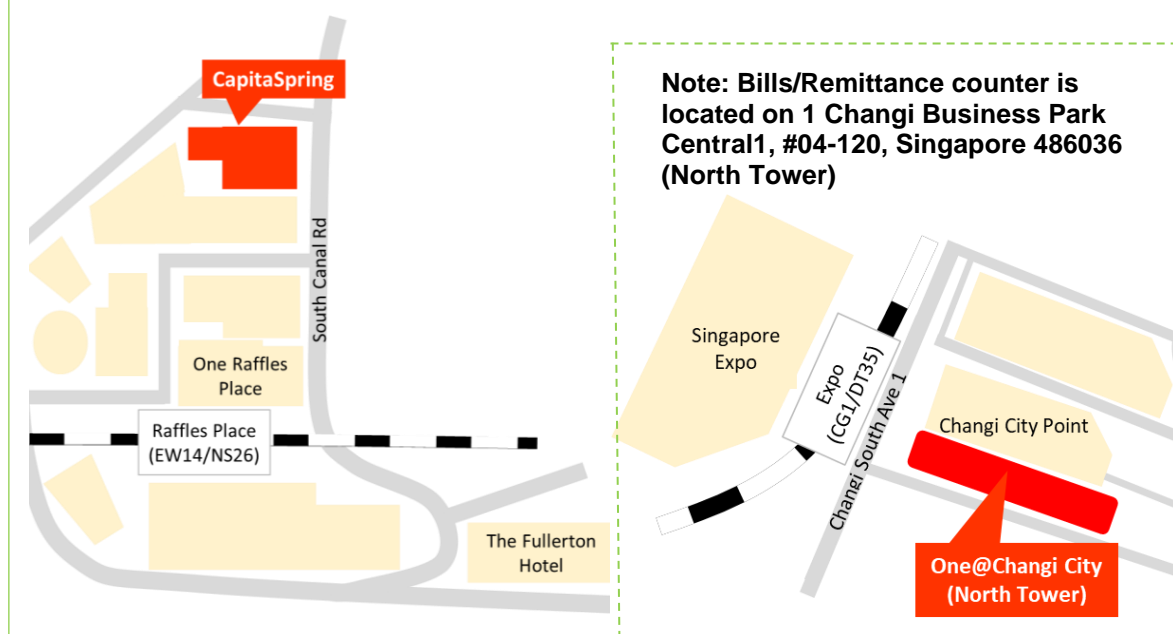 CapitaSpring
South Canal Rd
One Raffles
Place
Raffles Place
(EW14/NS26)
The Fullerton
Hotel
Note: Bills/Remittance counter is
located on 1 Changi Business Park
Central1, #04-120, Singapore 486036
(North Tower)
Singapore
Expo
Expo
(CG1/DT35)
Changi South Ave 1
Changi City Point
One@Changi City
(North Tower)